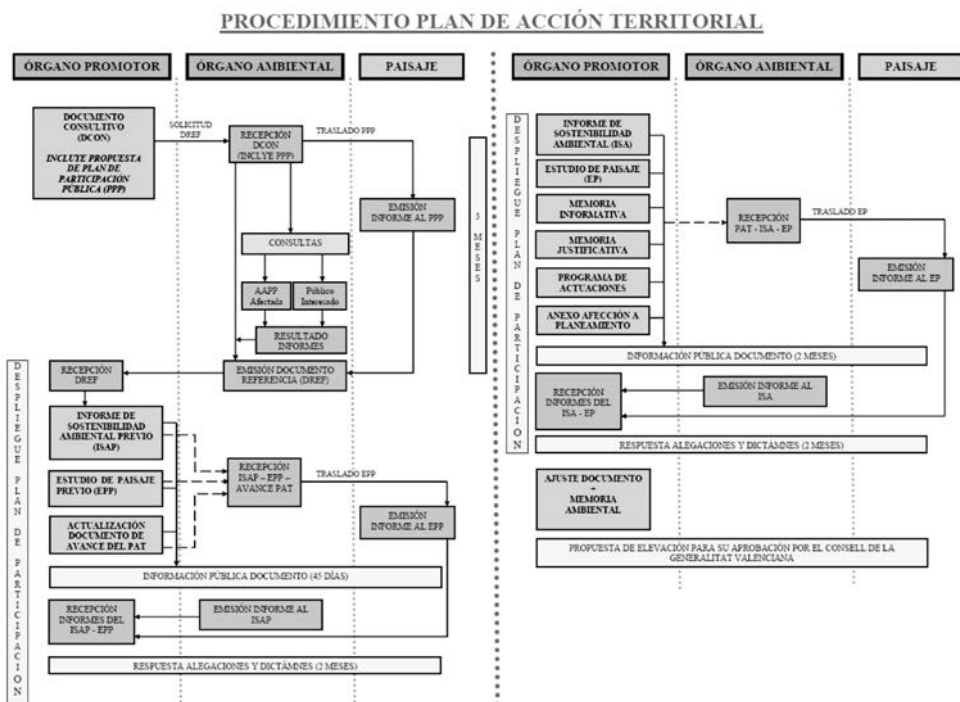 PROCEDIMIENTO PLAN DE ACCIÓN TERRITORIAL
ÓRGANO PROMOTOR
ÓRGANO AMBIENTAL
PAISAJE
DOCUMENTO
CONSULTIVO
(DCON)
INCLUYE PROPUESTA
DE PLAN DE
PARTICIPACIÓN
PÚBLICA (PPP)
SOLICITUD
DREF
RECEPCIÓN
DCON
(INCLYE PPP)
TRASLADO PPP
EMISIÓN
INFORME AL PPP
3 MESES
CONSULTAS
AAPP
Afectada
Público
Interesado
RESULTADO
INFORMES
EMISIÓN DOCUMENTO
REFERENCIA (DREF)
RECEPCIÓN
DREF
DESPLIEGUE PLAN DE PARTICIPACION
INFORME DE
SOSTENIBILIDAD
AMBIENTAL PREVIO
(ISAP)
ESTUDIO DE PAISAJE
PREVIO (EPP)
ACTUALIZACIÓN
DOCUMENTO DE
AVANCE DEL PAT
RECEPCIÓN
ISAP – EPP –
AVANCE PAT
TRASLADO EPP
EMISIÓN
INFORME AL EPP
INFORMACIÓN PÚBLICA DOCUMENTO (45 DÍAS)
RECEPCIÓN
INFORMES DEL
ISAP - EPP
EMISIÓN INFORME AL
ISAP
RESPUESTA ALEGACIONES Y DICTÁMNES (2 MESES)
ÓRGANO PROMOTOR
ÓRGANO AMBIENTAL
PAISAJE
DESPLIEGUE PLAN DE PARTICIPACION
INFORME DE
SOSTENIBILIDAD
AMBIENTAL (ISA)
ESTUDIO DE PAISAJE
(EP)
MEMORIA
INFORMATIVA
MEMORIA
JUSTIFICATIVA
PROGRAMA DE
ACTUACIONES
ANEXO AFECCIÓN A
PLANEAMIENTO
RECEPCIÓN
PAT - ISA - EP
TRASLADO EP
EMISIÓN
INFORME AL EP
INFORMACIÓN PÚBLICA DOCUMENTO (2 MESES)
RECEPCIÓN
INFORMES DEL
ISA - EP
EMISIÓN INFORME AL
ISA
RESPUESTA ALEGACIONES Y DICTÁMNES (2 MESES)
AJUSTE DOCUMENTO
+
MEMORIA
AMBIENTAL
PROPUESTA DE ELEVACIÓN PARA SU APROBACIÓN POR EL CONSELL DE LA
GENERALITAT VALENCIANA